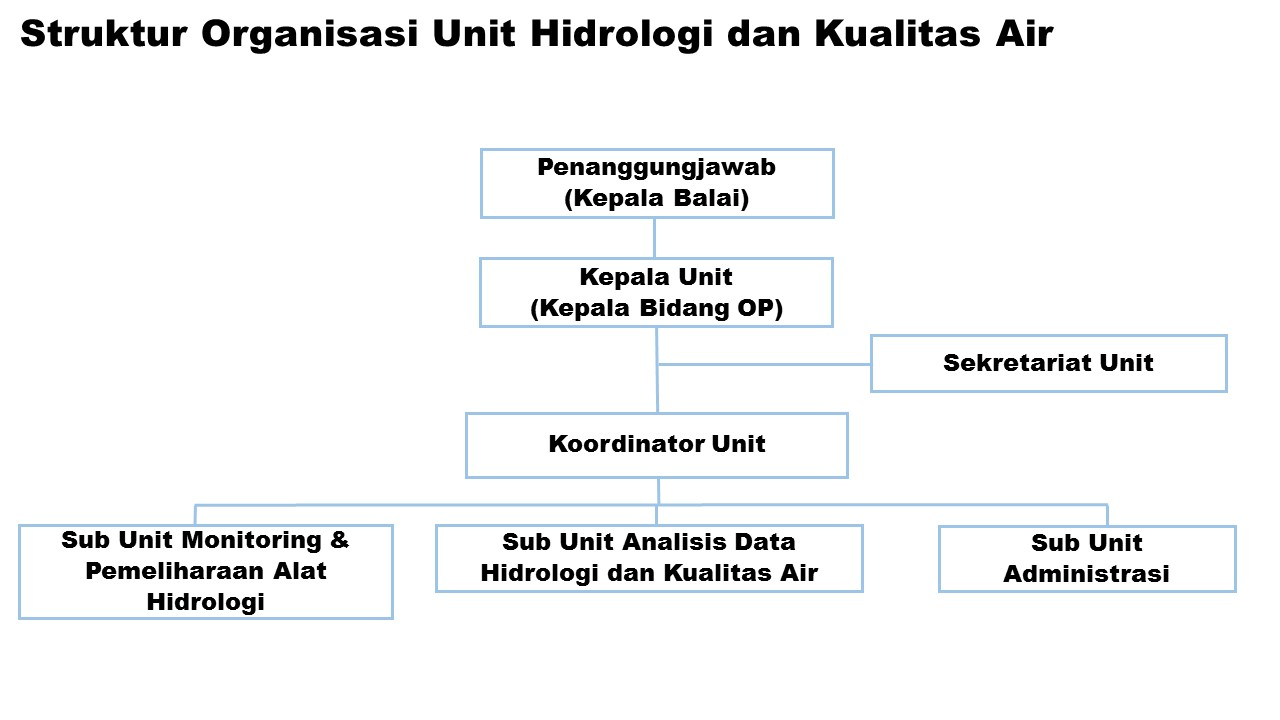 Struktur Organisasi Unit Hidrologi dan Kualitas Air
Penanggungjawab
(Kepala Balai)
Kepala Unit
(Kepala Bidang OP)
Sekretariat Unit
Koordinator Unit
Sub Unit Monitoring &
Pemeliharaan Alat
Hidrologi
Sub Unit Analisis Data
Hidrologi dan Kualitas Air
Sub Unit
Administrasi